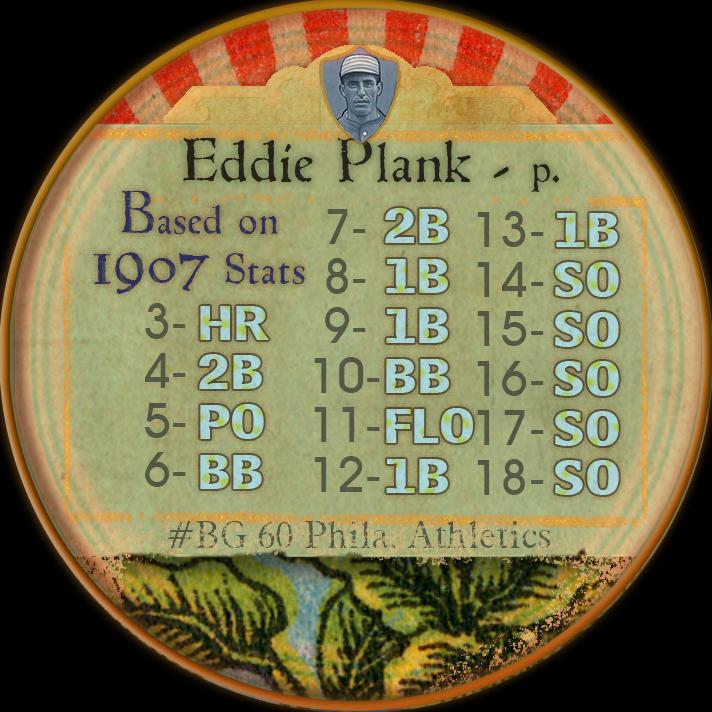 Eddie Plank - p.
Based on
1907 Stats
3- HR
4- 2B
5- PO
6- BB
7- 2B
8- 1B
9- 1B
10- BB
11- FLO
12- 1B
13- 1B
14- SO
15- SO
16- SO
17- SO
18- SO
#BG 60 Phila. Athletics